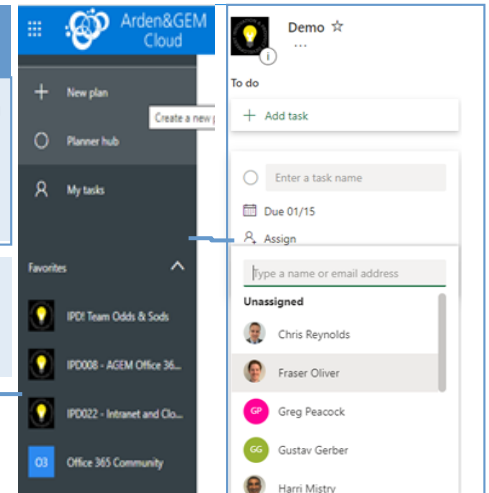 Arden&GEM
Cloud
New plan
Create a new p
Planner hub
My tasks
Favorites
IPD! Team Odds & Sods
IPD008 - AGEM Office 36...
IPD022 - Intranet and Clo...
03
Office 365 Community
Demo
...
To do
Add task
Enter a task name
Due 01/15
Assign
Type a name or email address
Unassigned
Chris Reynolds
Fraser Oliver
GP
Greg Peacock
GG
Gustav Gerber
Harri Mistry